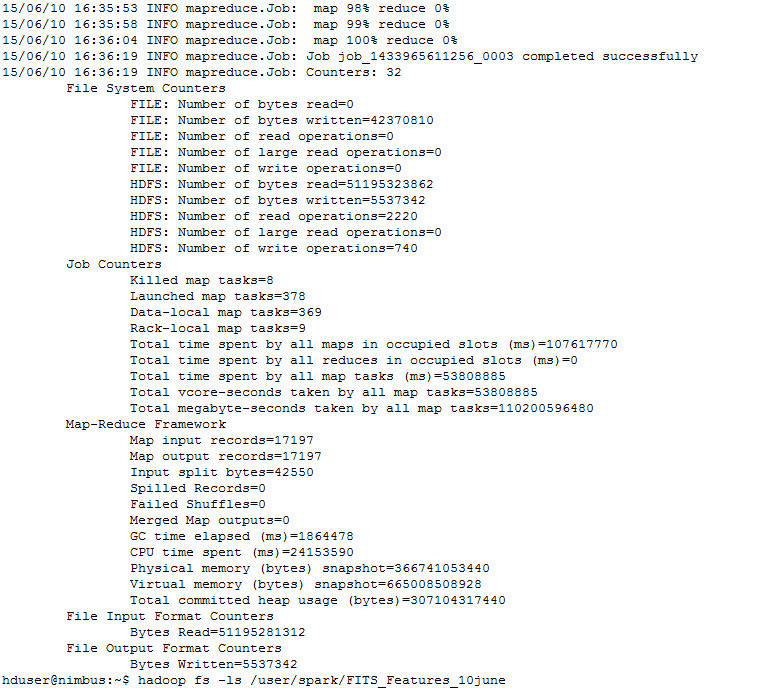 15/06/10 16:35:53 INFO mapreduce.Job:  map 98% reduce 0%
15/06/10 16:35:58 INFO mapreduce.Job:  map 99% reduce 0%
15/06/10 16:36:04 INFO mapreduce.Job:  map 100% reduce 0%
15/06/10 16:36:19 INFO mapreduce.Job: Job job_1433965611256_0003 completed successfully
15/06/10 16:36:19 INFO mapreduce.Job: Counters: 32
        File System Counters
                FILE: Number of bytes read=0
                FILE: Number of bytes written=42370810
                FILE: Number of read operations=0
                FILE: Number of large read operations=0
                FILE: Number of write operations=0
                HDFS: Number of bytes read=51195323862
                HDFS: Number of bytes written=5537342
                HDFS: Number of read operations=2220
                HDFS: Number of large read operations=0
                HDFS: Number of write operations=740
        Job Counters
                Killed map tasks=8
                Launched map tasks=378
                Data-local map tasks=369
                Rack-local map tasks=9
                Total time spent by all maps in occupied slots (ms)=107617770
                Total time spent by all reduces in occupied slots (ms)=0
                Total time spent by all map tasks (ms)=53808885
                Total vcore-seconds taken by all map tasks=53808885
                Total megabyte-seconds taken by all map tasks=110200596480
        Map-Reduce Framework
                Map input records=17197
                Map output records=17197
                Input split bytes=42550
                Spilled Records=0
                Failed Shuffles=0
                Merged Map outputs=0
                GC time elapsed (ms)=1864478
                CPU time spent (ms)=24153590
                Physical memory (bytes) snapshot=366741053440
                Virtual memory (bytes) snapshot=665008508928
                Total committed heap usage (bytes)=307104317440
        File Input Format Counters
                Bytes Read=51195281312
        File Output Format Counters
                Bytes Written=5537342
hduser@nimbus:~$ hadoop fs -ls /user/spark/FITS_Features_10june